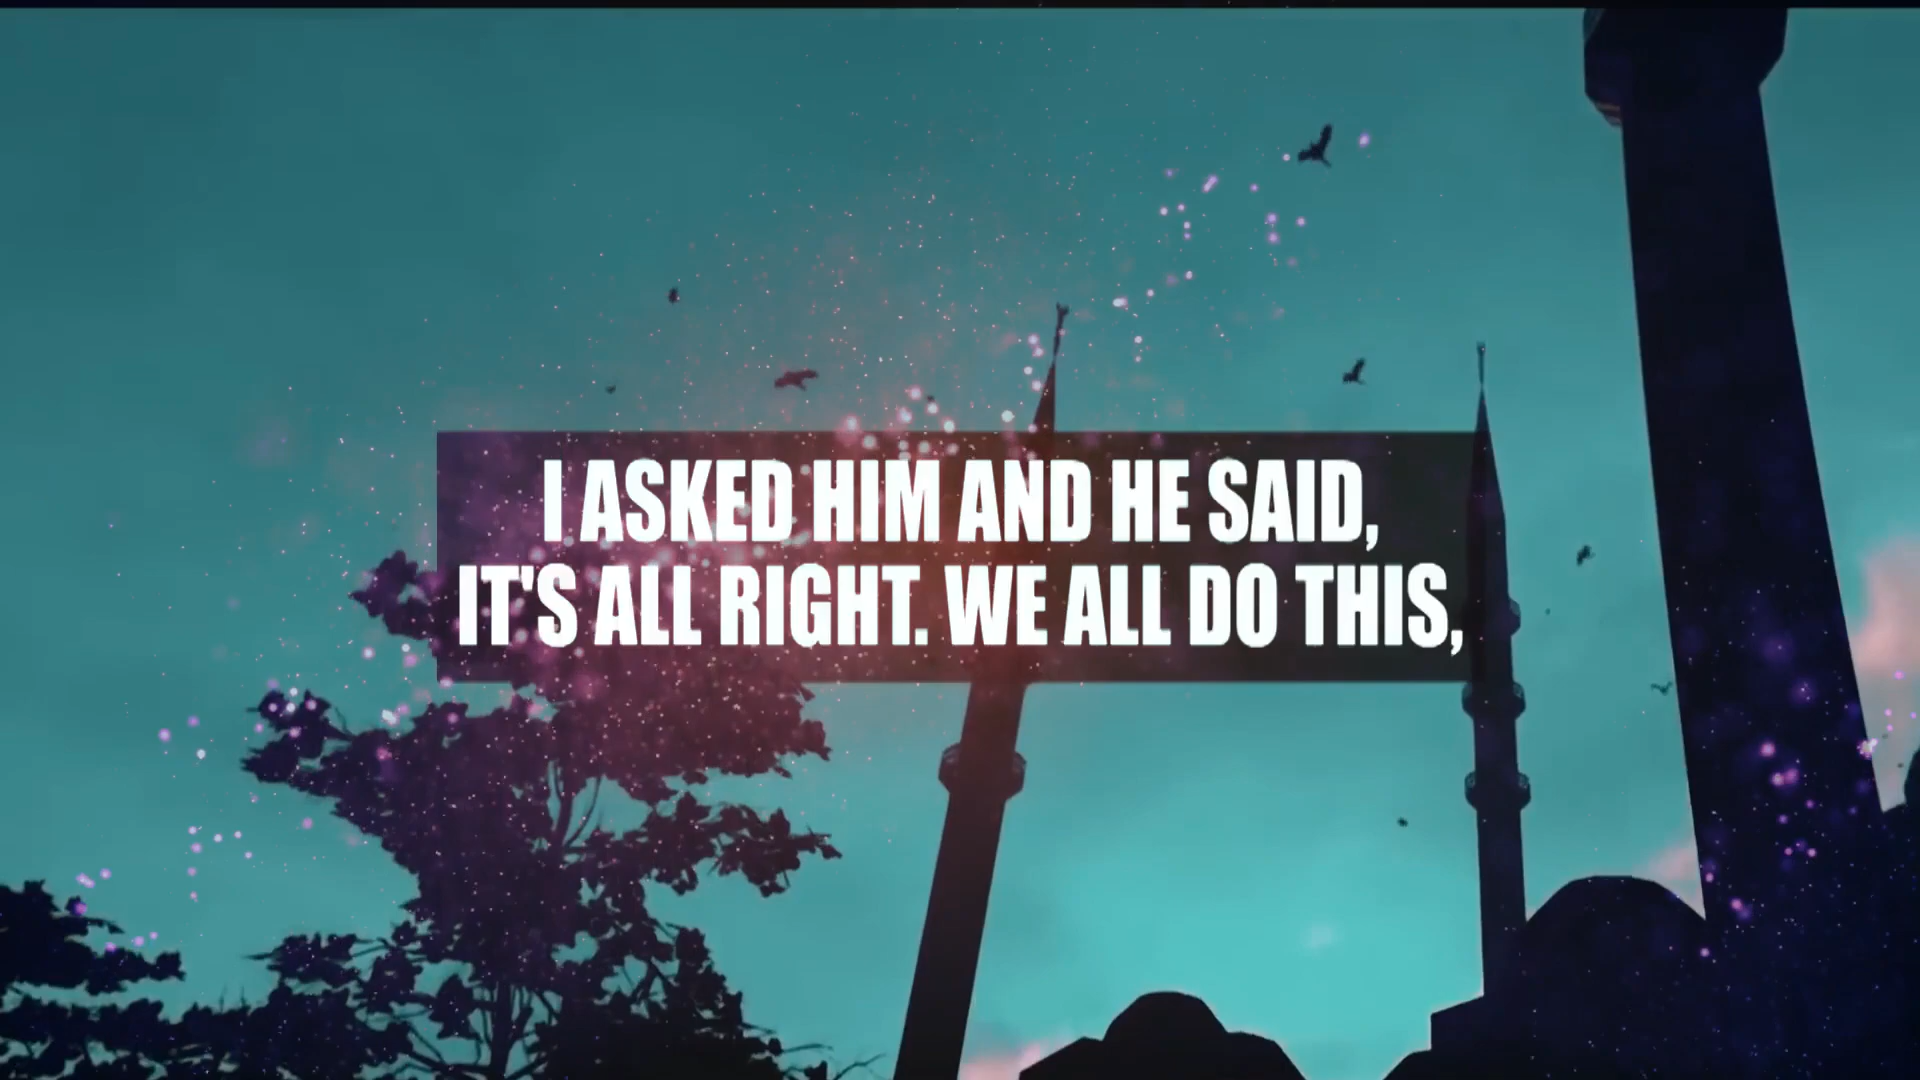 I ASKED HIM AND HE SAID,
IT'S ALL RIGHT. WE ALL DO THIS,